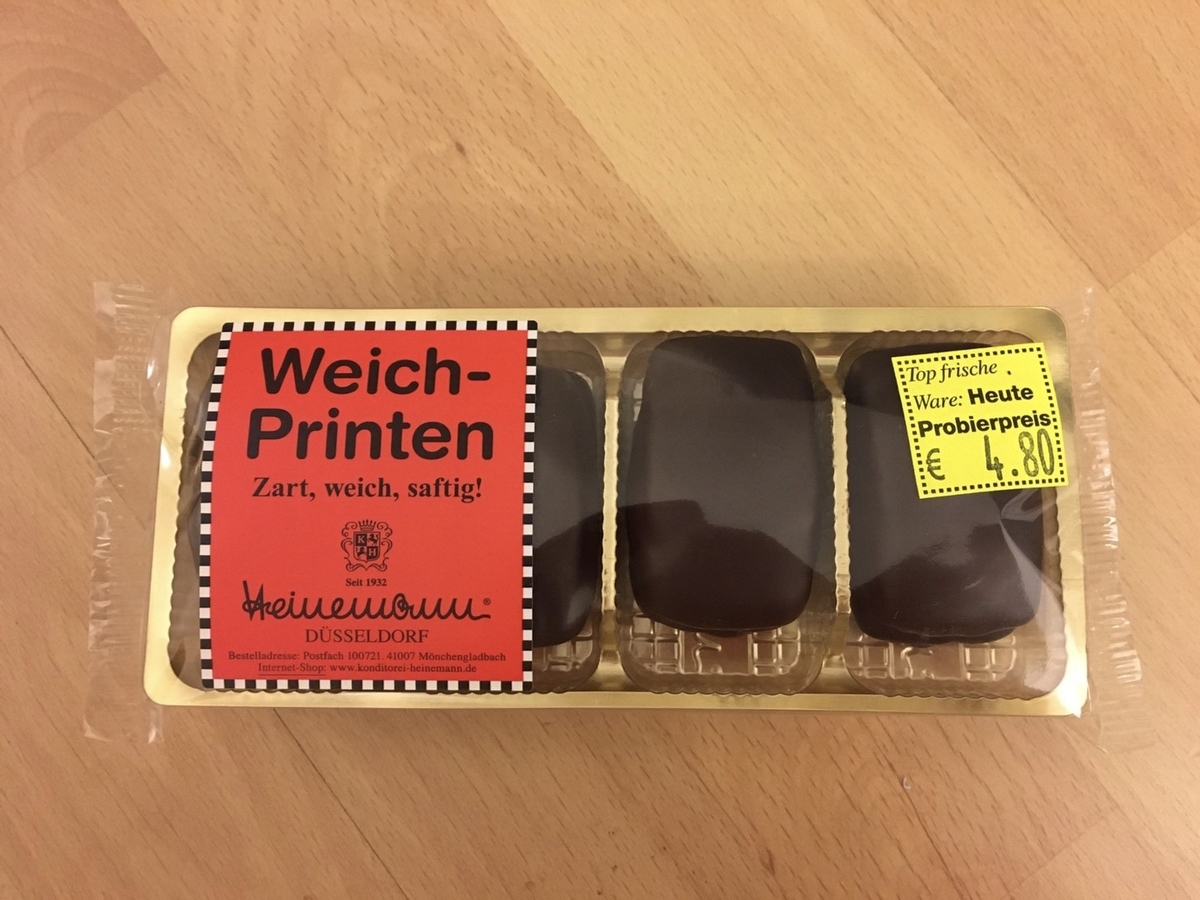 Weich-
Printen
Zart, weich, saftig!
K H
Seit 1932
Heinemann®
DÜSSELDORF
Bestelladresse: Postfach 100721. 41007 Mönchengladbach
Internet-Shop: www.konditorei-heinemann.de
Top frische
Ware: Heute
Probierpreis
€ 4.80